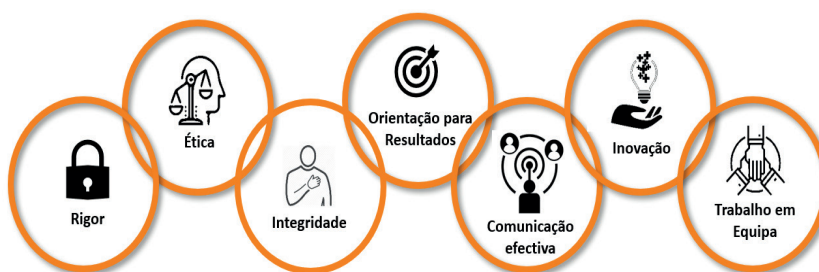 Rigor
Ética
Integridade
Orientação para
Resultados
Comunicação
efectiva
Inovação
Trabalho em
Equipa